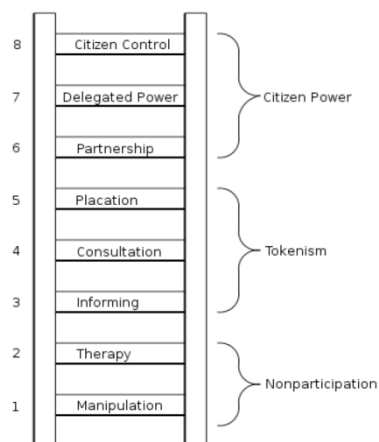 8 Citizen Control
7 Delegated Power
Citizen Power
6 Partnership
5 Placation
4 Consultation
Tokenism
3 Informing
2 Therapy
Nonparticipation
1 Manipulation